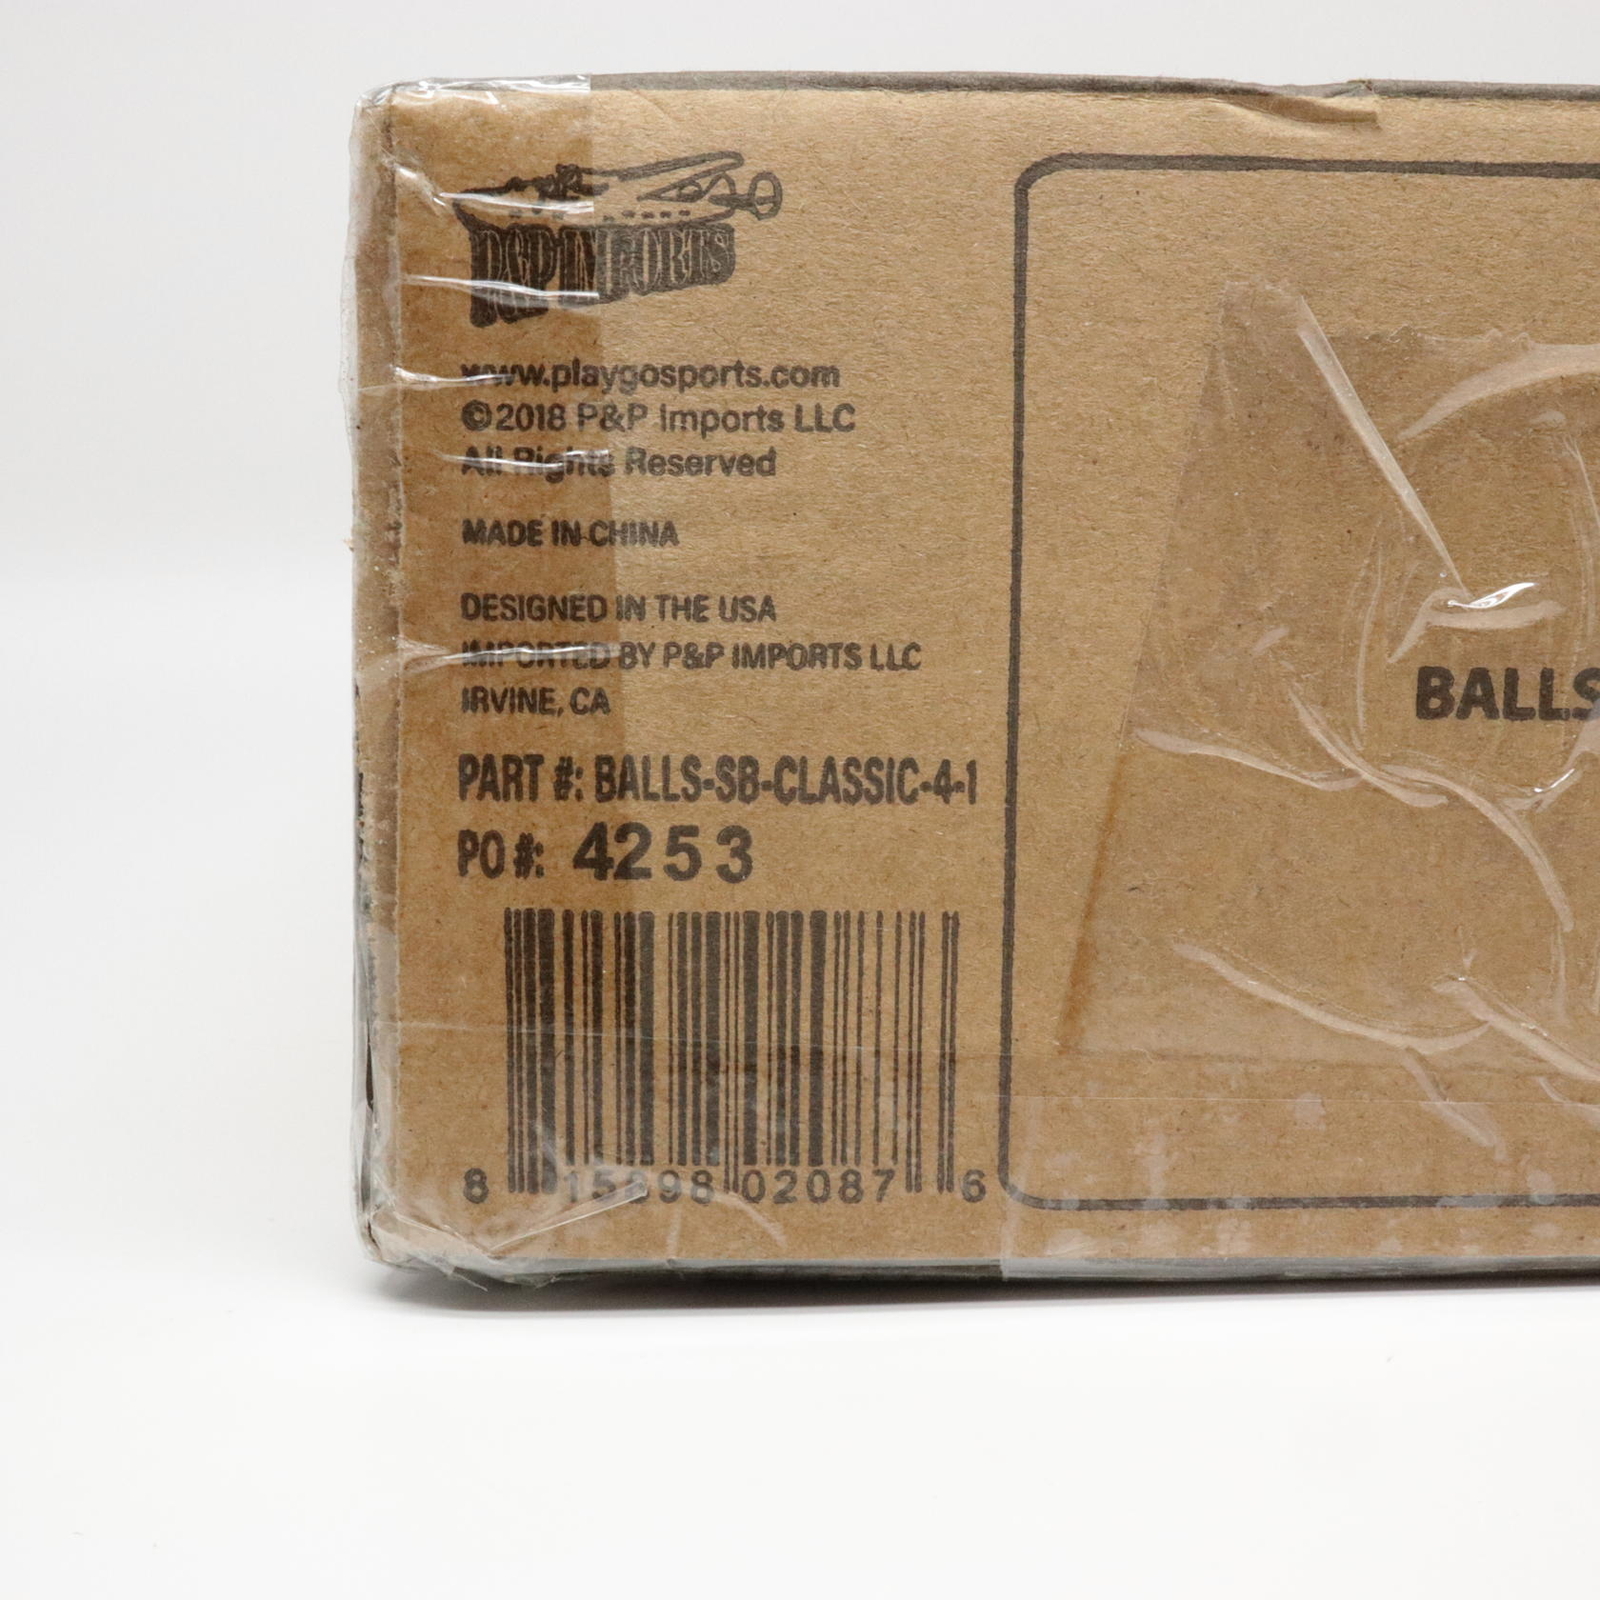 P&P IMPORTS
www.playgosports.com
©2018 P&P Imports LLC
All Rights Reserved
MADE IN CHINA
DESIGNED IN THE USA
IMPORTED BY P&P IMPORTS LLC
IRVINE, CA
PART #: BALLS-SB-CLASSIC-4-1
PO #: 4253
8 15898 02087 6
BALLS